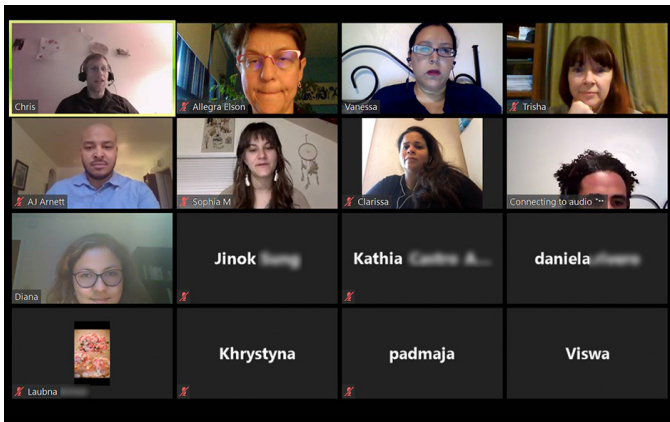 Chris
Allegra Elson
Vanessa
Trisha
AJ Arnett
Sophia M
Clarissa
Connecting to audio
Diana
Jinok
Kathia
daniela
Laubna
Khrystyna
padmaja
Viswa